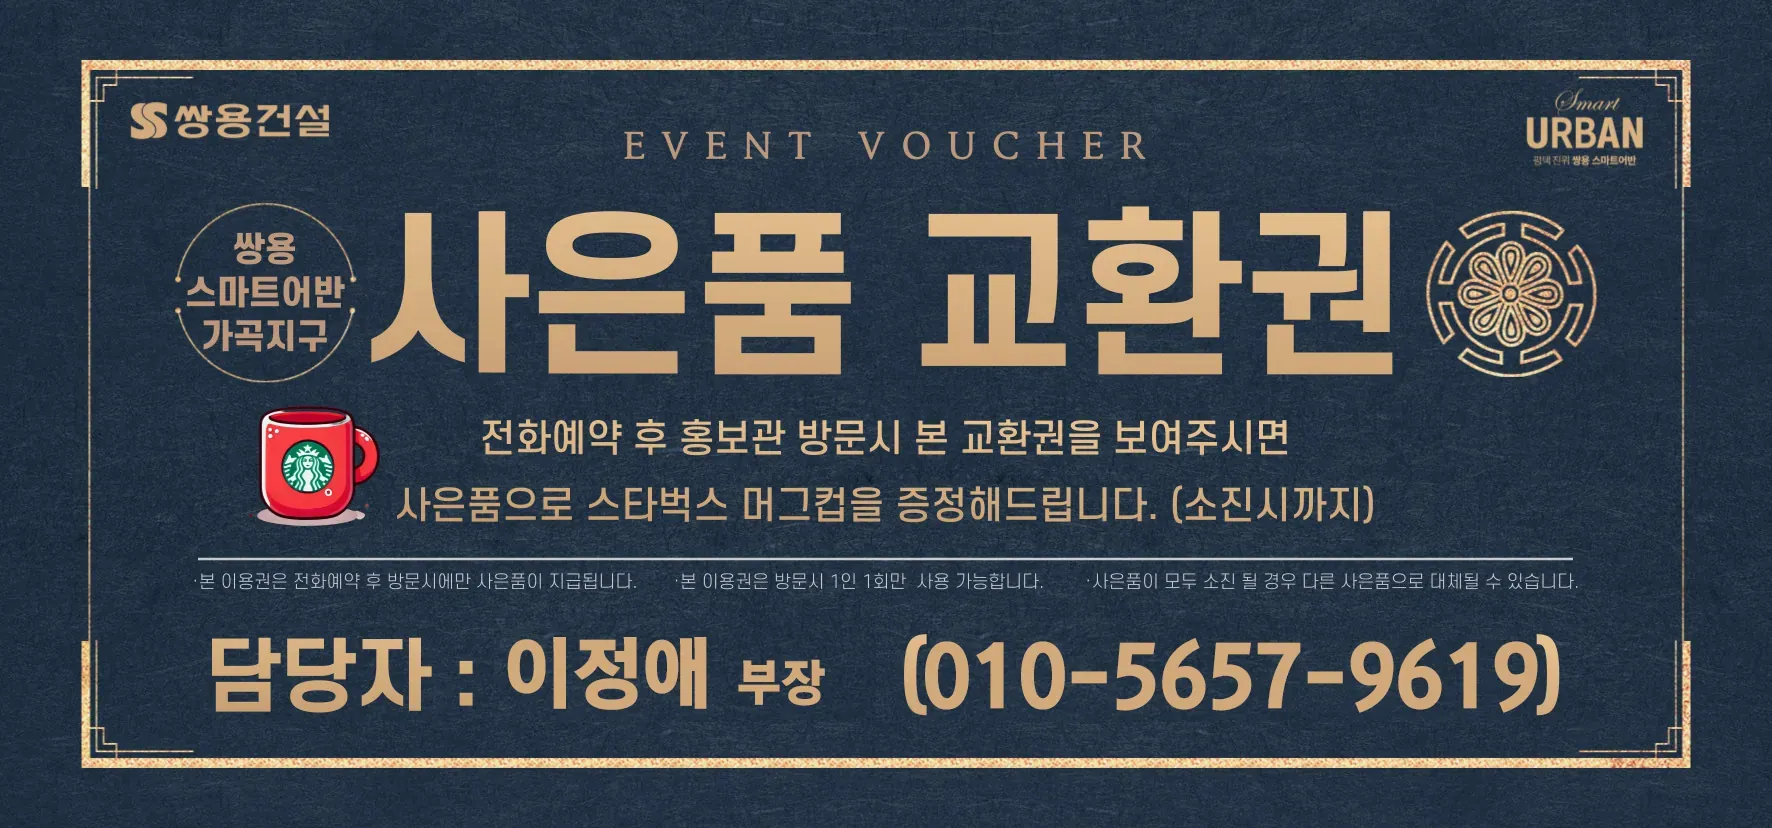 쌍용건설
EVENT VOUCHER
Smart
URBAN
평택 진위 쌍용 스마트어반
쌍용
스마트어반
가곡지구
사은품 교환권
전화예약 후 홍보관 방문시 본 교환권을 보여주시면
사은품으로 스타벅스 머그컵을 증정해드립니다. (소진시까지)
·본 이용권은 전화예약 후 방문시에만 사은품이 지급됩니다. ·본 이용권은 방문시 1인 1회만 사용 가능합니다. ·사은품이 모두 소진 될 경우 다른 사은품으로 대체될 수 있습니다.
담당자 : 이정애 부장 (010-5657-9619)